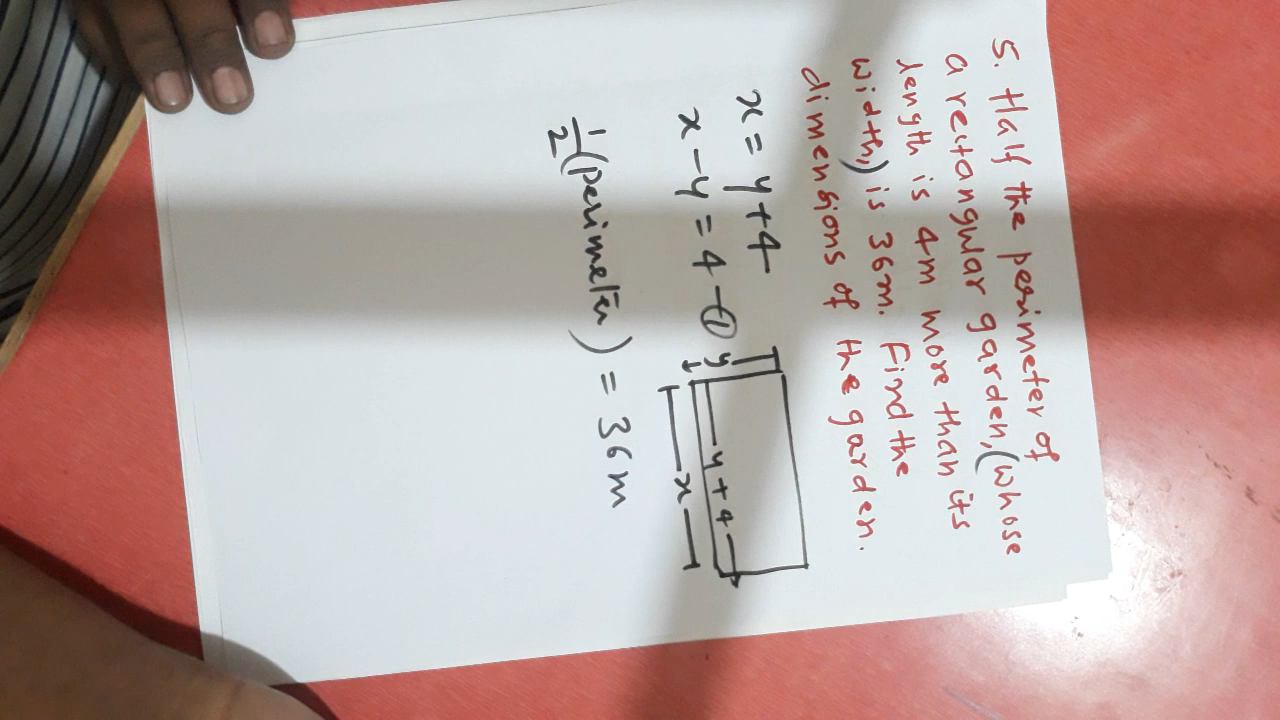 5. Half the perimeter of
a rectangular garden, (whose
length is 4m more than its
width,) is 36m. Find the
dimensions of the garden.
x = y+4
x - y = 4 - ①
y
y + 4
x
1/2 (perimeter) = 36m